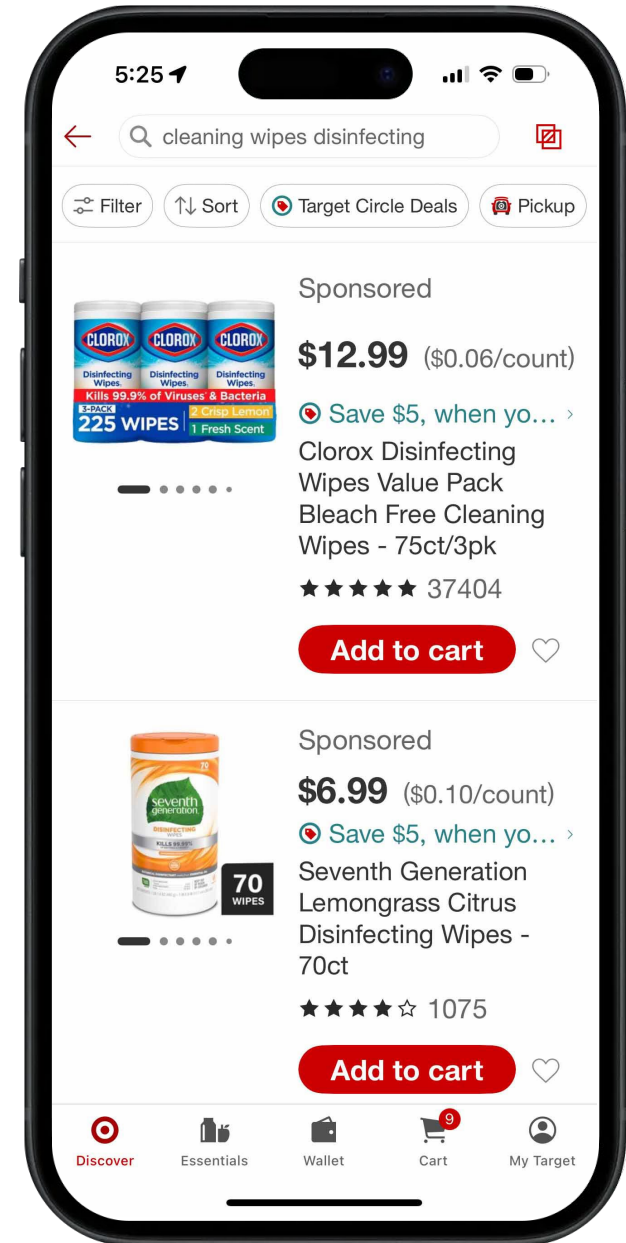 5:25
cleaning wipes disinfecting
Filter
Sort
Target Circle Deals
Pickup
CLOROX CLOROX CLOROX
Disinfecting Wipes. Disinfecting Wipes. Disinfecting Wipes.
Kills 99.9% of Viruses* & Bacteria
3-PACK
225 WIPES
2 Crisp Lemon
1 Fresh Scent
Sponsored
$12.99 ($0.06/count)
Save $5, when yo...
Clorox Disinfecting
Wipes Value Pack
Bleach Free Cleaning
Wipes - 75ct/3pk
37404
Add to cart
70
seventh
generation
DISINFECTING
WIPES
KILLS 99.99%
70
WIPES
Sponsored
$6.99 ($0.10/count)
Save $5, when yo...
Seventh Generation
Lemongrass Citrus
Disinfecting Wipes -
70ct
1075
Add to cart
Discover
Essentials
Wallet
9
Cart
My Target